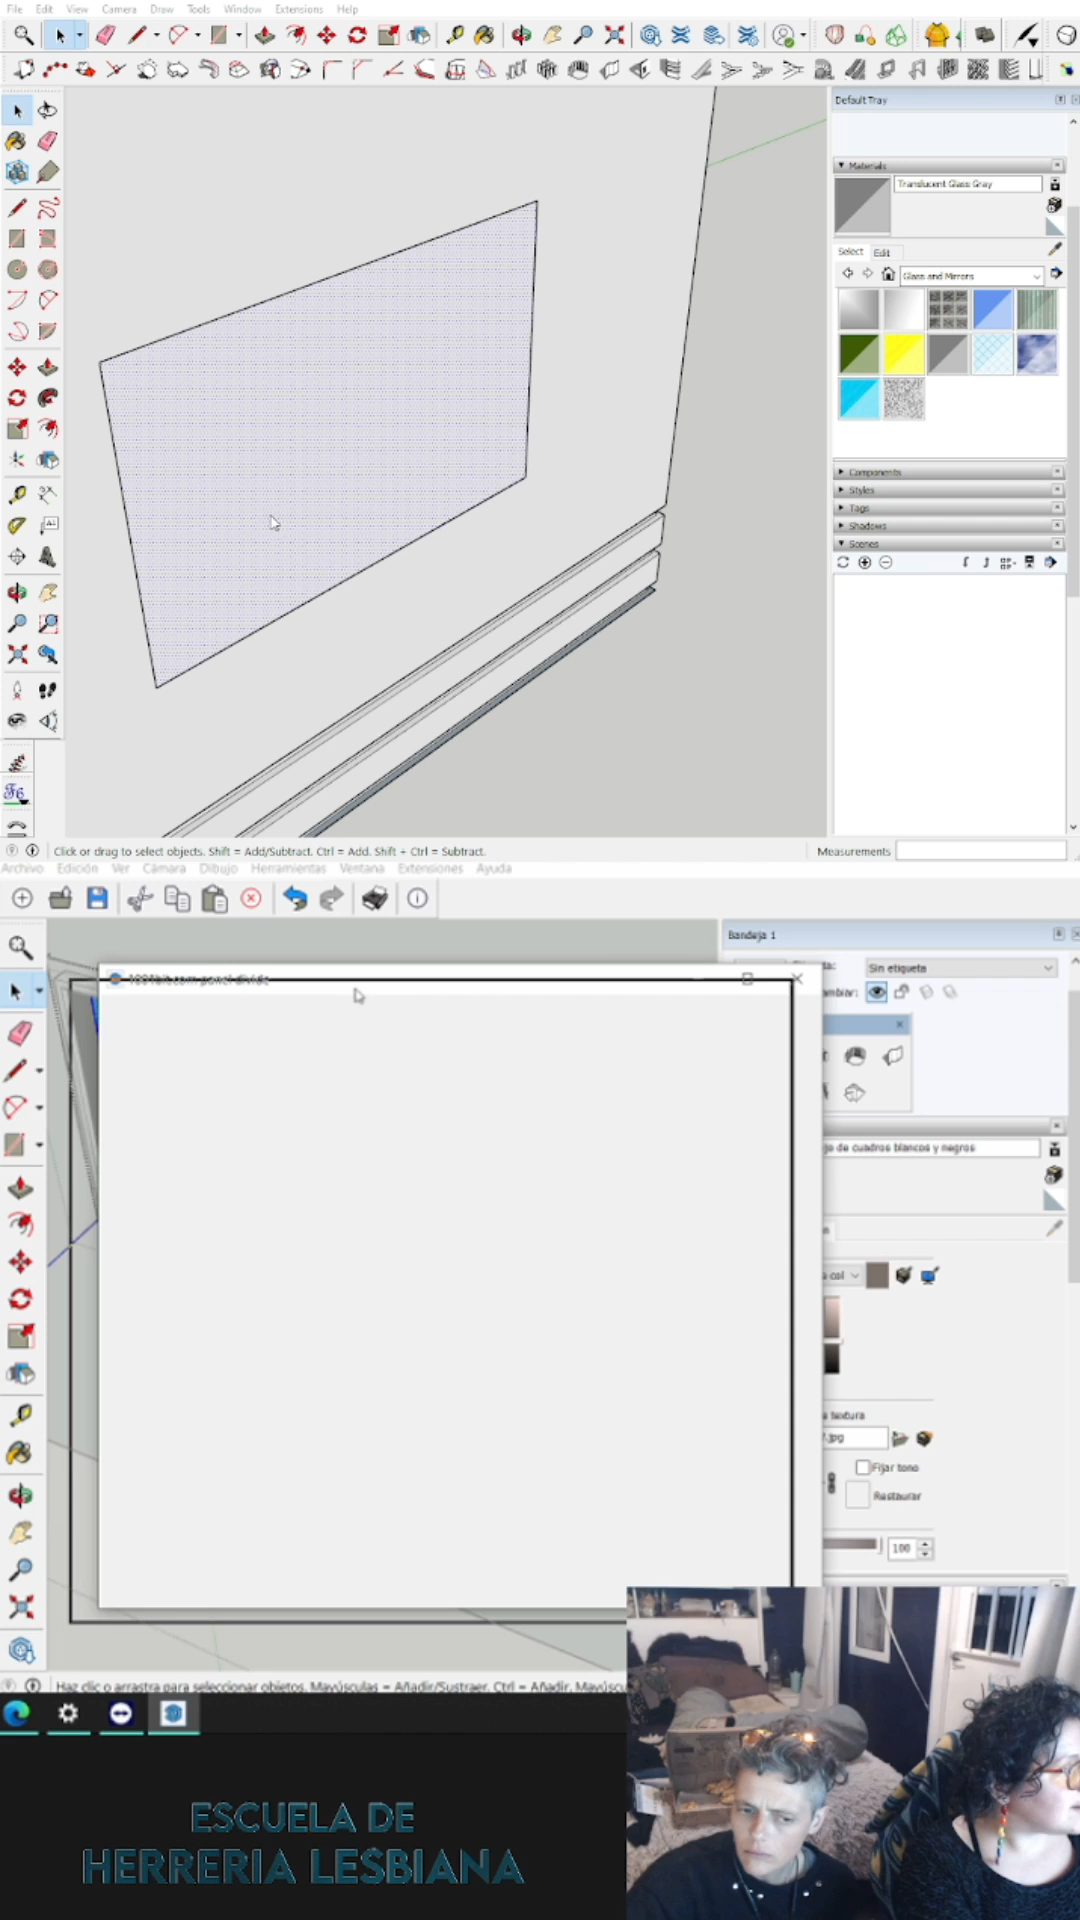 File Edit View Camera Draw Tools Window Extensions Help
Default Tray
Materials
Translucent Glass Gray
Select Edit
Glass and Mirrors
Components
Styles
Tags
Shadows
Scenes
Click or drag to select objects. Shift = Add/Subtract. Ctrl = Add. Shift + Ctrl = Subtract.
Measurements
Archivo Edición Ver Cámara Dibujo Herramientas Ventana Extensiones Ayuda
Bandeja 1
Sin etiqueta
mbiar:
de cuadros blancos y negros
a col
a textura
.jpg
Fijar tono
Restaurar
100
Haz clic o arrastra para seleccionar objetos. Mayúsculas = Añadir/Sustraer. Ctrl = Añadir. Mayúsc
ESCUELA DE
HERRERIA LESBIANA